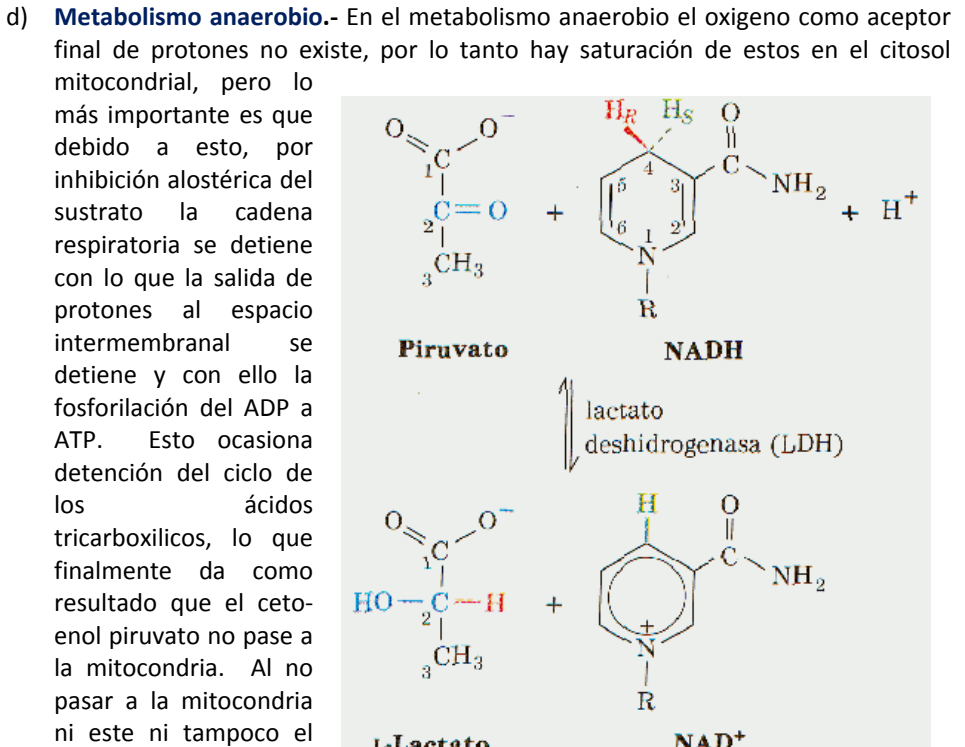 d) Metabolismo anaerobio.- En el metabolismo anaerobio el oxigeno como aceptor
final de protones no existe, por lo tanto hay saturación de estos en el citosol
mitocondrial, pero lo
más importante es que
debido a esto, por
inhibición alostérica del
sustrato la cadena
respiratoria se detiene
con lo que la salida de
protones al espacio
intermembranal se
detiene y con ello la
fosforilación del ADP a
ATP. Esto ocasiona
detención del ciclo de
los ácidos
tricarboxilicos, lo que
finalmente da como
resultado que el ceto-
enol piruvato no pase a
la mitocondria. Al no
pasar a la mitocondria
ni este ni tampoco el
O O⁻ H_R H_S O
1 C 4 C
5 3 NH₂
2 C=O + + H⁺
6 1 2
3 CH₃ N
R
Piruvato NADH
lactato
deshidrogenasa (LDH)
O O⁻ H O
1 C C
NH₂
HO–C–H +
2 +
3 CH₃ N
R
L-Lactato NAD⁺